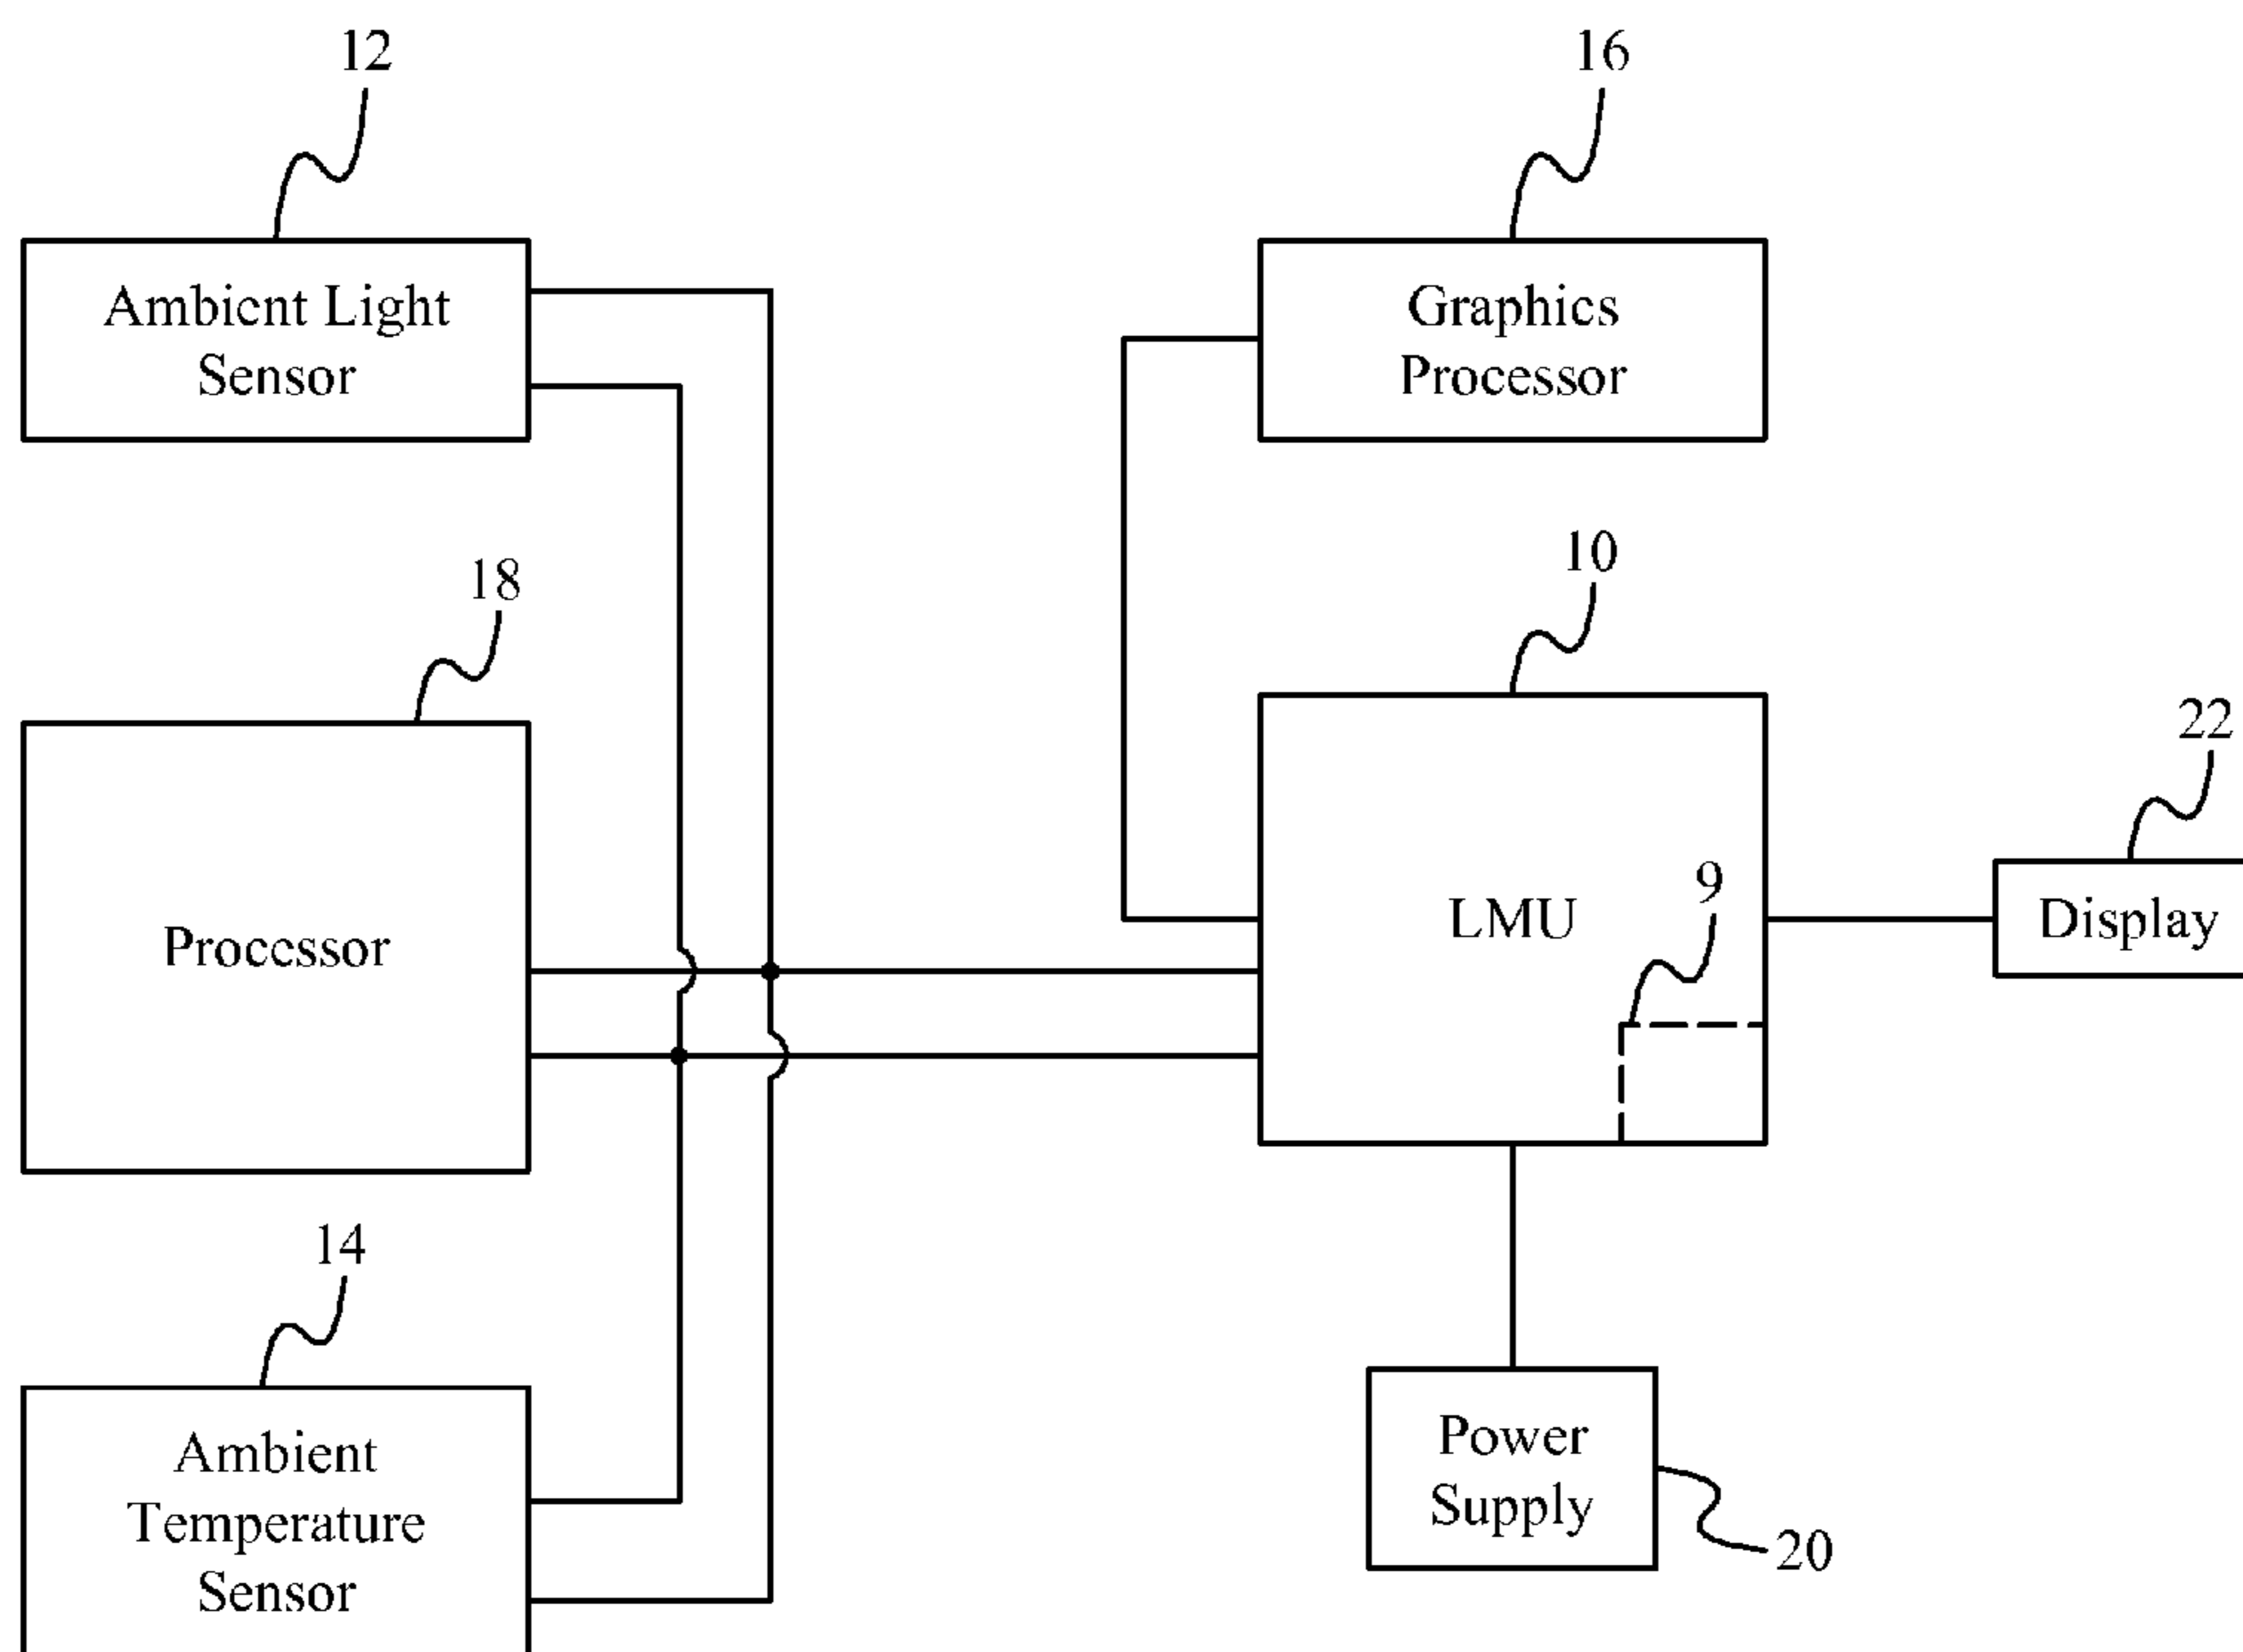 12
16
Ambient Light
Sensor
Graphics
Processor
18
10
22
Processor
LMU
9
Display
14
Ambient
Temperature
Sensor
Power
Supply
20